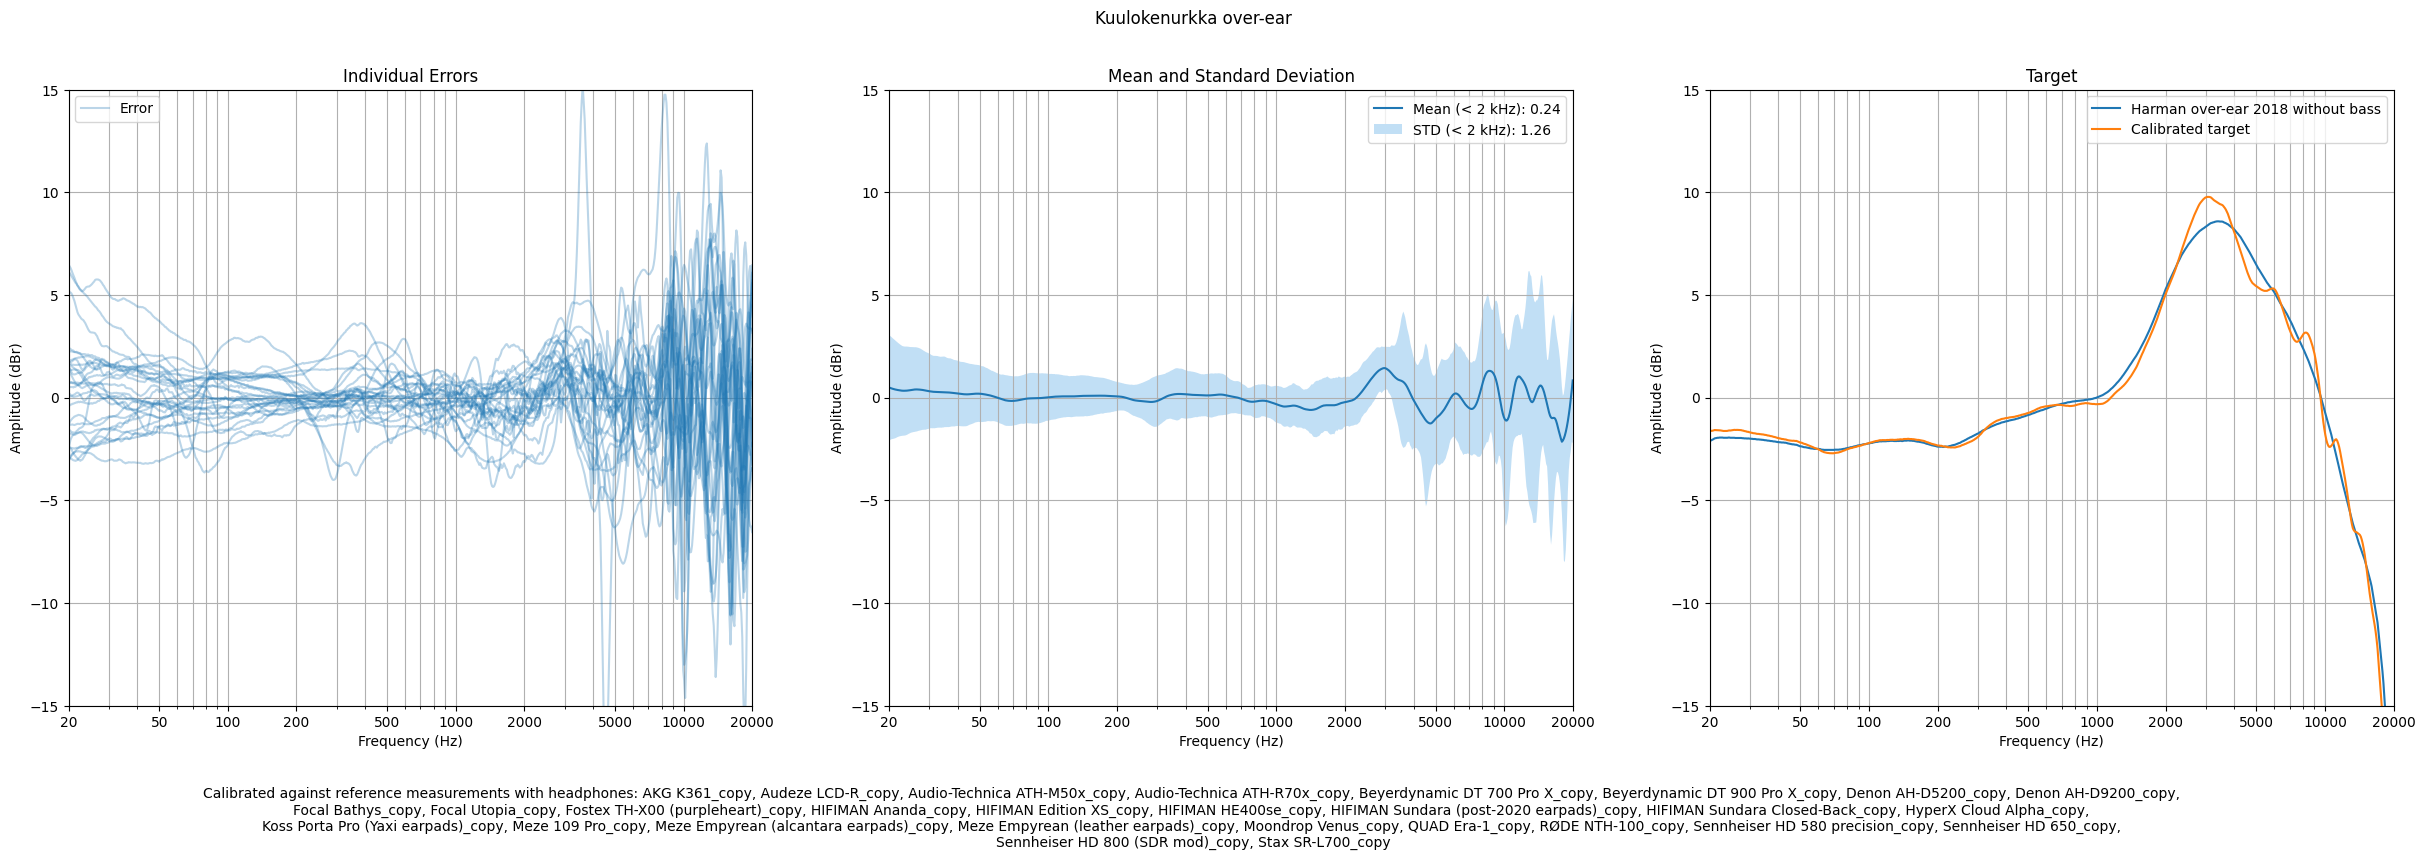 Kuulokenurkka over-ear
Individual Errors
Error
15
10
5
0
−5
−10
−15
Amplitude (dBr)
20 50 100 200 500 1000 2000 5000 10000 20000
Frequency (Hz)
Mean and Standard Deviation
Mean (< 2 kHz): 0.24
STD (< 2 kHz): 1.26
15
10
5
0
−5
−10
−15
Amplitude (dBr)
20 50 100 200 500 1000 2000 5000 10000 20000
Frequency (Hz)
Target
Harman over-ear 2018 without bass
Calibrated target
15
10
5
0
−5
−10
−15
Amplitude (dBr)
20 50 100 200 500 1000 2000 5000 10000 20000
Frequency (Hz)
Calibrated against reference measurements with headphones: AKG K361_copy, Audeze LCD-R_copy, Audio-Technica ATH-M50x_copy, Audio-Technica ATH-R70x_copy, Beyerdynamic DT 700 Pro X_copy, Beyerdynamic DT 900 Pro X_copy, Denon AH-D5200_copy, Denon AH-D9200_copy,
Focal Bathys_copy, Focal Utopia_copy, Fostex TH-X00 (purpleheart)_copy, HIFIMAN Ananda_copy, HIFIMAN Edition XS_copy, HIFIMAN HE400se_copy, HIFIMAN Sundara (post-2020 earpads)_copy, HIFIMAN Sundara Closed-Back_copy, HyperX Cloud Alpha_copy,
Koss Porta Pro (Yaxi earpads)_copy, Meze 109 Pro_copy, Meze Empyrean (alcantara earpads)_copy, Meze Empyrean (leather earpads)_copy, Moondrop Venus_copy, QUAD Era-1_copy, RØDE NTH-100_copy, Sennheiser HD 580 precision_copy, Sennheiser HD 650_copy,
Sennheiser HD 800 (SDR mod)_copy, Stax SR-L700_copy